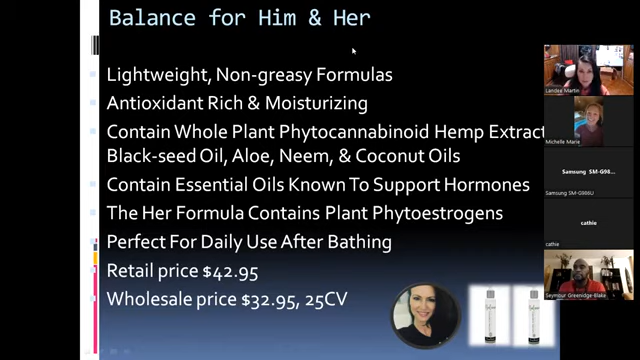 Balance for Him & Her
Lightweight, Non-greasy Formulas
Antioxidant Rich & Moisturizing
Contain Whole Plant Phytocannabinoid Hemp Extract
Black-seed Oil, Aloe, Neem, & Coconut Oils
Contain Essential Oils Known To Support Hormones
The Her Formula Contains Plant Phytoestrogens
Perfect For Daily Use After Bathing
Retail price $42.95
Wholesale price $32.95, 25CV
Landee Martin
Michelle Marie
Samsung SM-G98...
Samsung SM-G986U
cathie
cathie
Seymour Greenidge-Blake